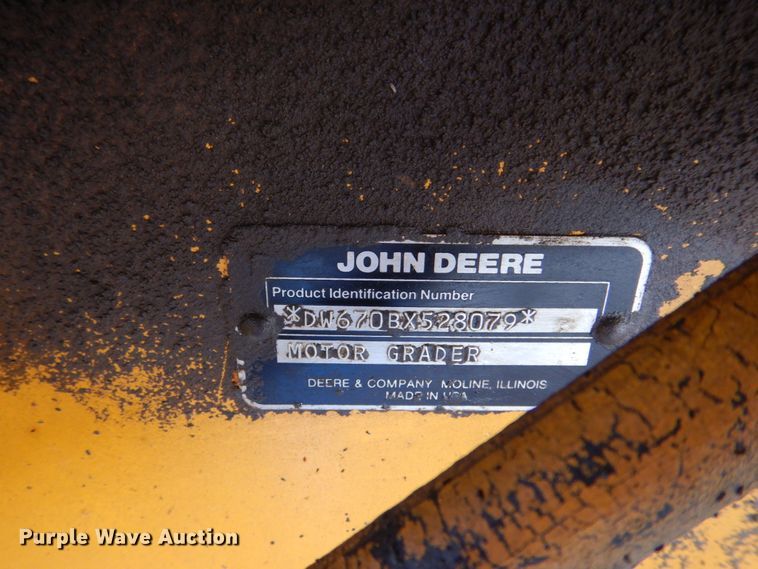 JOHN DEERE
Product Identification Number
*DW670BX528079*
MOTOR GRADER
DEERE & COMPANY MOLINE, ILLINOIS
MADE IN USA
Purple Wave Auction